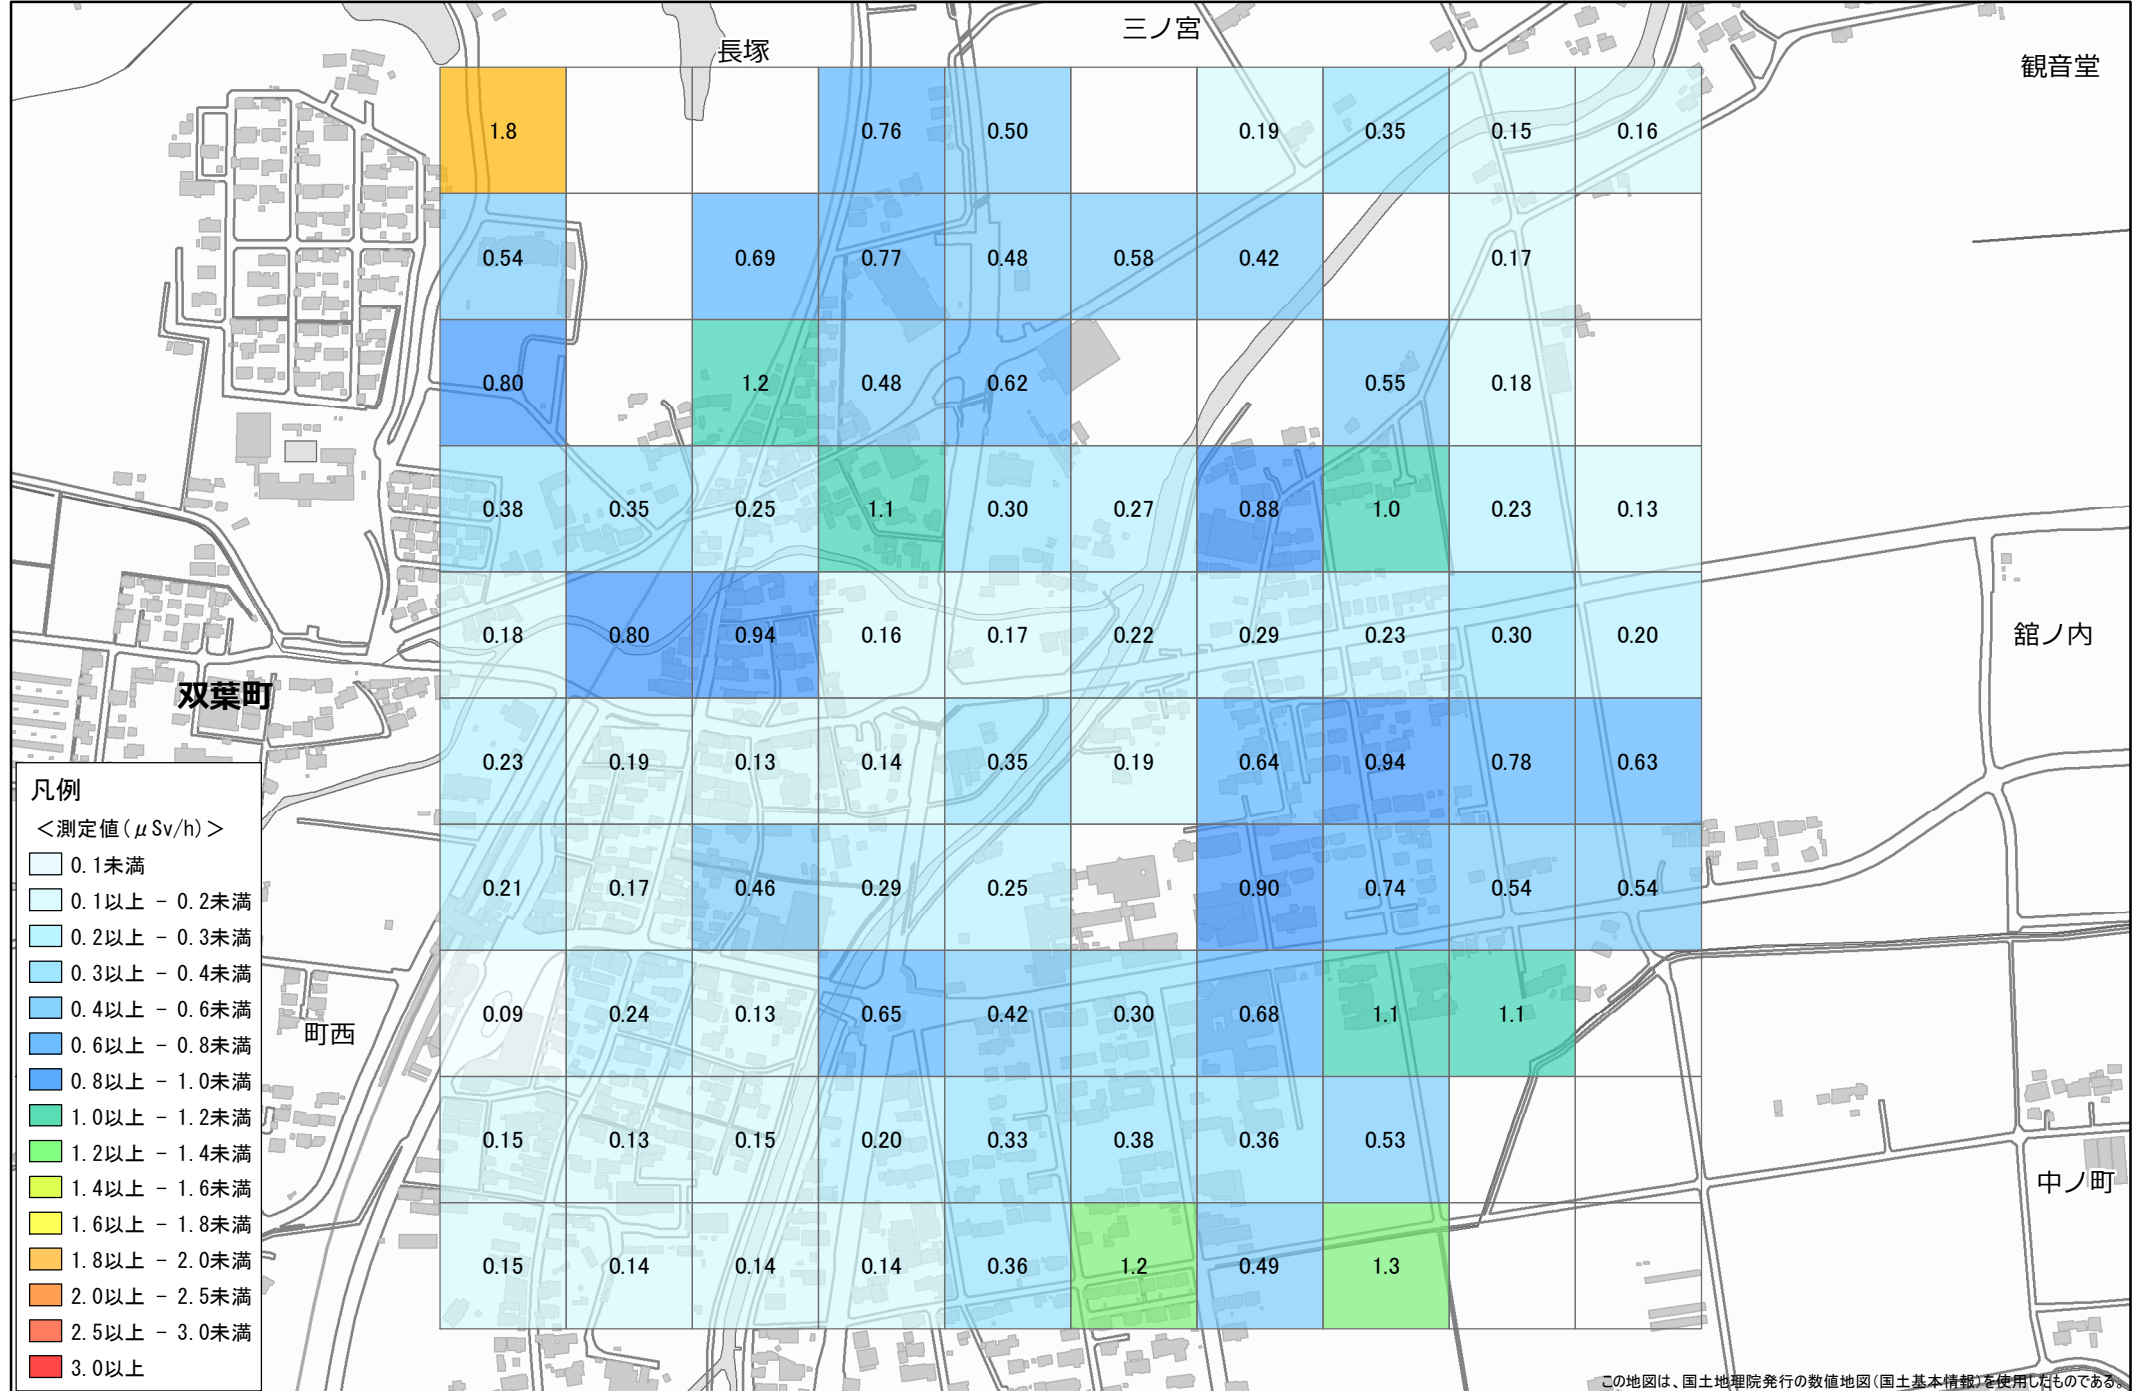 三ノ宮
長塚
観音堂
1.8 0.76 0.50 0.19 0.35 0.15 0.16
0.54 0.69 0.77 0.48 0.58 0.42 0.17
0.80 1.2 0.48 0.62 0.55 0.18
0.38 0.35 0.25 1.1 0.30 0.27 0.88 1.0 0.23 0.13
0.18 0.80 0.94 0.16 0.17 0.22 0.29 0.23 0.30 0.20
舘ノ内
双葉町
0.23 0.19 0.13 0.14 0.35 0.19 0.64 0.94 0.78 0.63
0.21 0.17 0.46 0.29 0.25 0.90 0.74 0.54 0.54
0.09 0.24 0.13 0.65 0.42 0.30 0.68 1.1 1.1
町西
0.15 0.13 0.15 0.20 0.33 0.38 0.36 0.53
中ノ町
0.15 0.14 0.14 0.14 0.36 1.2 0.49 1.3
凡例
＜測定値(μSv/h)＞
0.1未満
0.1以上 - 0.2未満
0.2以上 - 0.3未満
0.3以上 - 0.4未満
0.4以上 - 0.6未満
0.6以上 - 0.8未満
0.8以上 - 1.0未満
1.0以上 - 1.2未満
1.2以上 - 1.4未満
1.4以上 - 1.6未満
1.6以上 - 1.8未満
1.8以上 - 2.0未満
2.0以上 - 2.5未満
2.5以上 - 3.0未満
3.0以上
この地図は、国土地理院発行の数値地図(国土基本情報)を使用したものである。